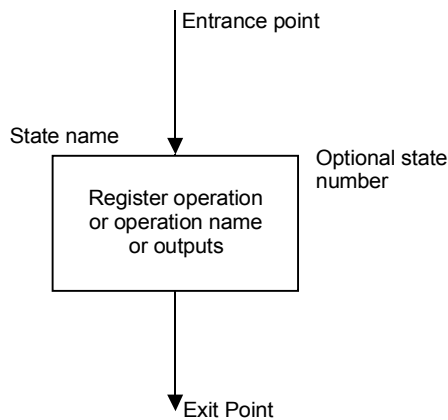 Entrance point
State name
Optional state
number
Register operation
or operation name
or outputs
Exit Point